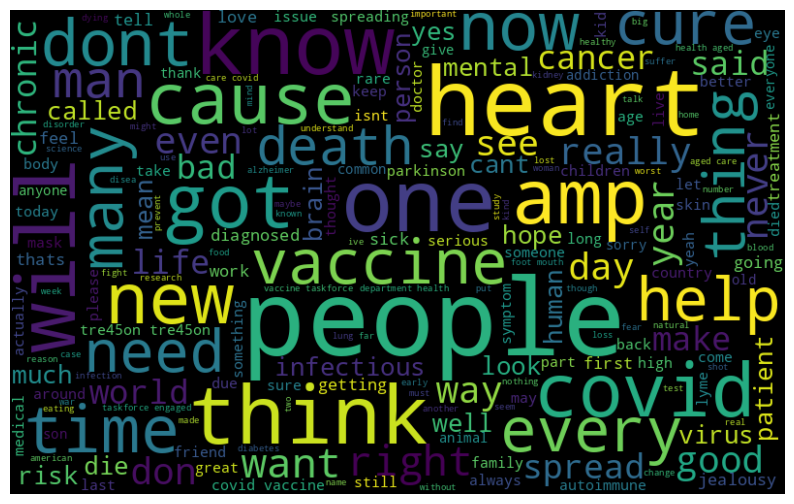 dying whole important big healthy health aged
tell love issue spreading kid eye
dont know now cure
chronic man thank care covid yes give person doctor
cause heart mental cancer said
rare keep addiction better everyone
called isnt kidney suffer
feel disorder mind understand find talk home age live
many even death see really thing
might lot science
body use say cant aged care
bad take alzheimer common parkinson woman lost worst children let number never treatment died
anyone disea brain thought kind skin
today prevent known maybe study self
got one amp year
mean diagnosed sick serious hope long sorry yeah blood
mask ive someone
thats life food work foot mouth country going
actually please fight research vaccine day human old
week vaccine taskforce department health put though
will new people symptom help
tre45on tre45on something lung far loss fear natural make
reason case need infectious look part first high back come lyme shot
much infection nothing test
around world due sure getting way early
medical eating war taskforce engaged two must another seem may patient
time think covid
son made well animal every virus real
american diabetes
risk die don want right spread good
friend great family change
last covid vaccine name still without always autoimmune jealousy